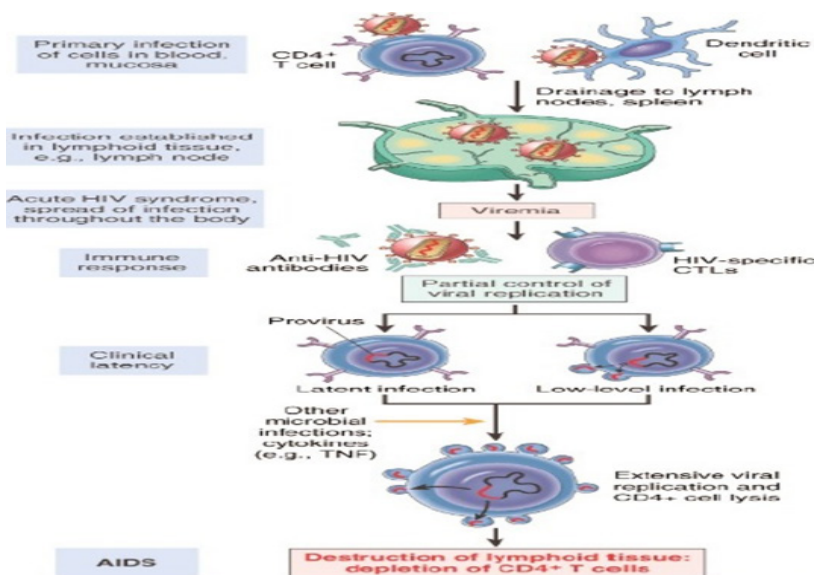 Primary infection
of cells in blood,
mucosa
CD4+
T cell
Dendritic
cell
Drainage to lymph
nodes, spleen
Infection established
in lymphoid tissue,
e.g., lymph node
Acute HIV syndrome,
spread of infection
throughout the body
Viremia
Immune
response
Anti-HIV
antibodies
HIV-specific
CTLs
Partial control of
viral replication
Clinical
latency
Provirus
Latent infection
Low-level infection
Other
microbial
infections;
cytokines
(e.g., TNF)
Extensive viral
replication and
CD4+ cell lysis
AIDS
Destruction of lymphoid tissue:
depletion of CD4+ T cells